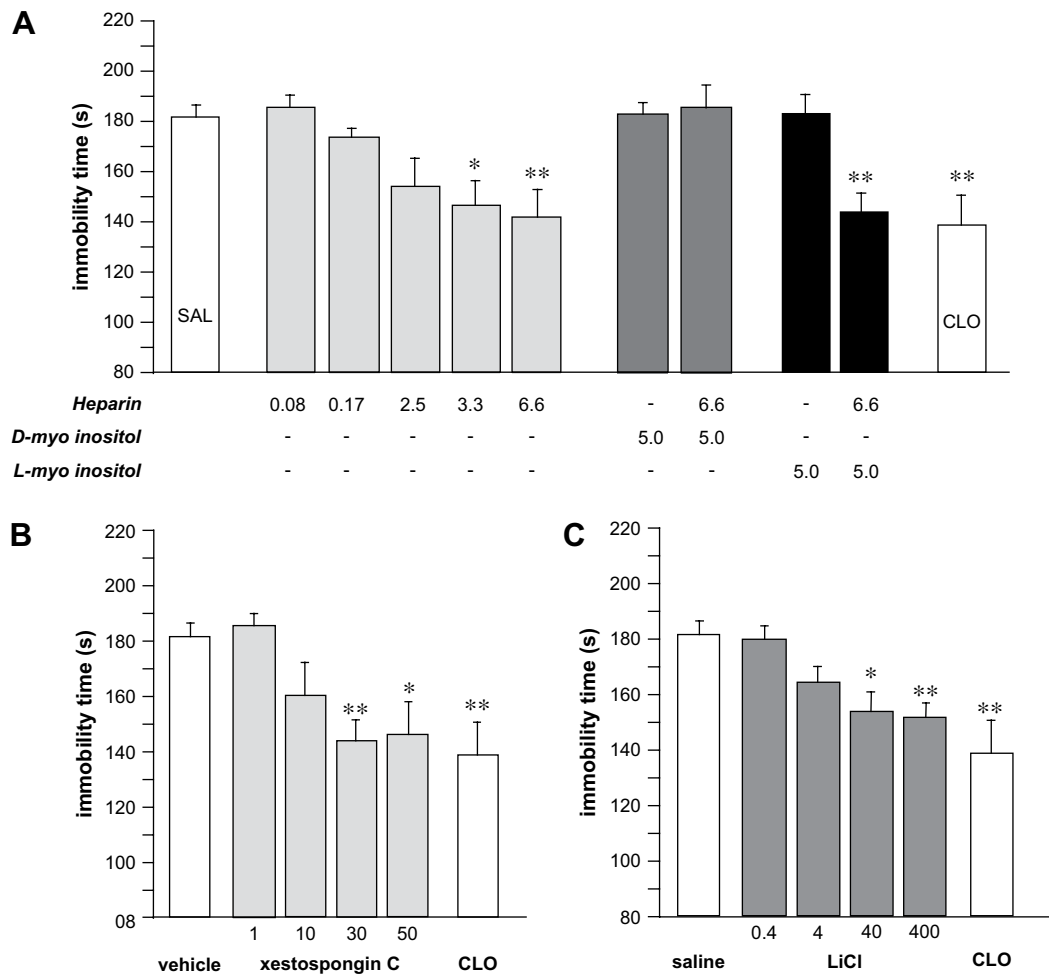 A
immobility time (s)
220
200
180
160
140
120
100
80
* ** ** **
SAL
CLO
Heparin 0.08 0.17 2.5 3.3 6.6 - 6.6 - 6.6
D-myo inositol - - - - - 5.0 5.0 - -
L-myo inositol - - - - - - - 5.0 5.0
B
immobility time (s)
220
200
180
160
140
120
100
08
** * **
1 10 30 50
vehicle xestospongin C CLO
C
immobility time (s)
220
200
180
160
140
120
100
80
* ** **
0.4 4 40 400
saline LiCl CLO